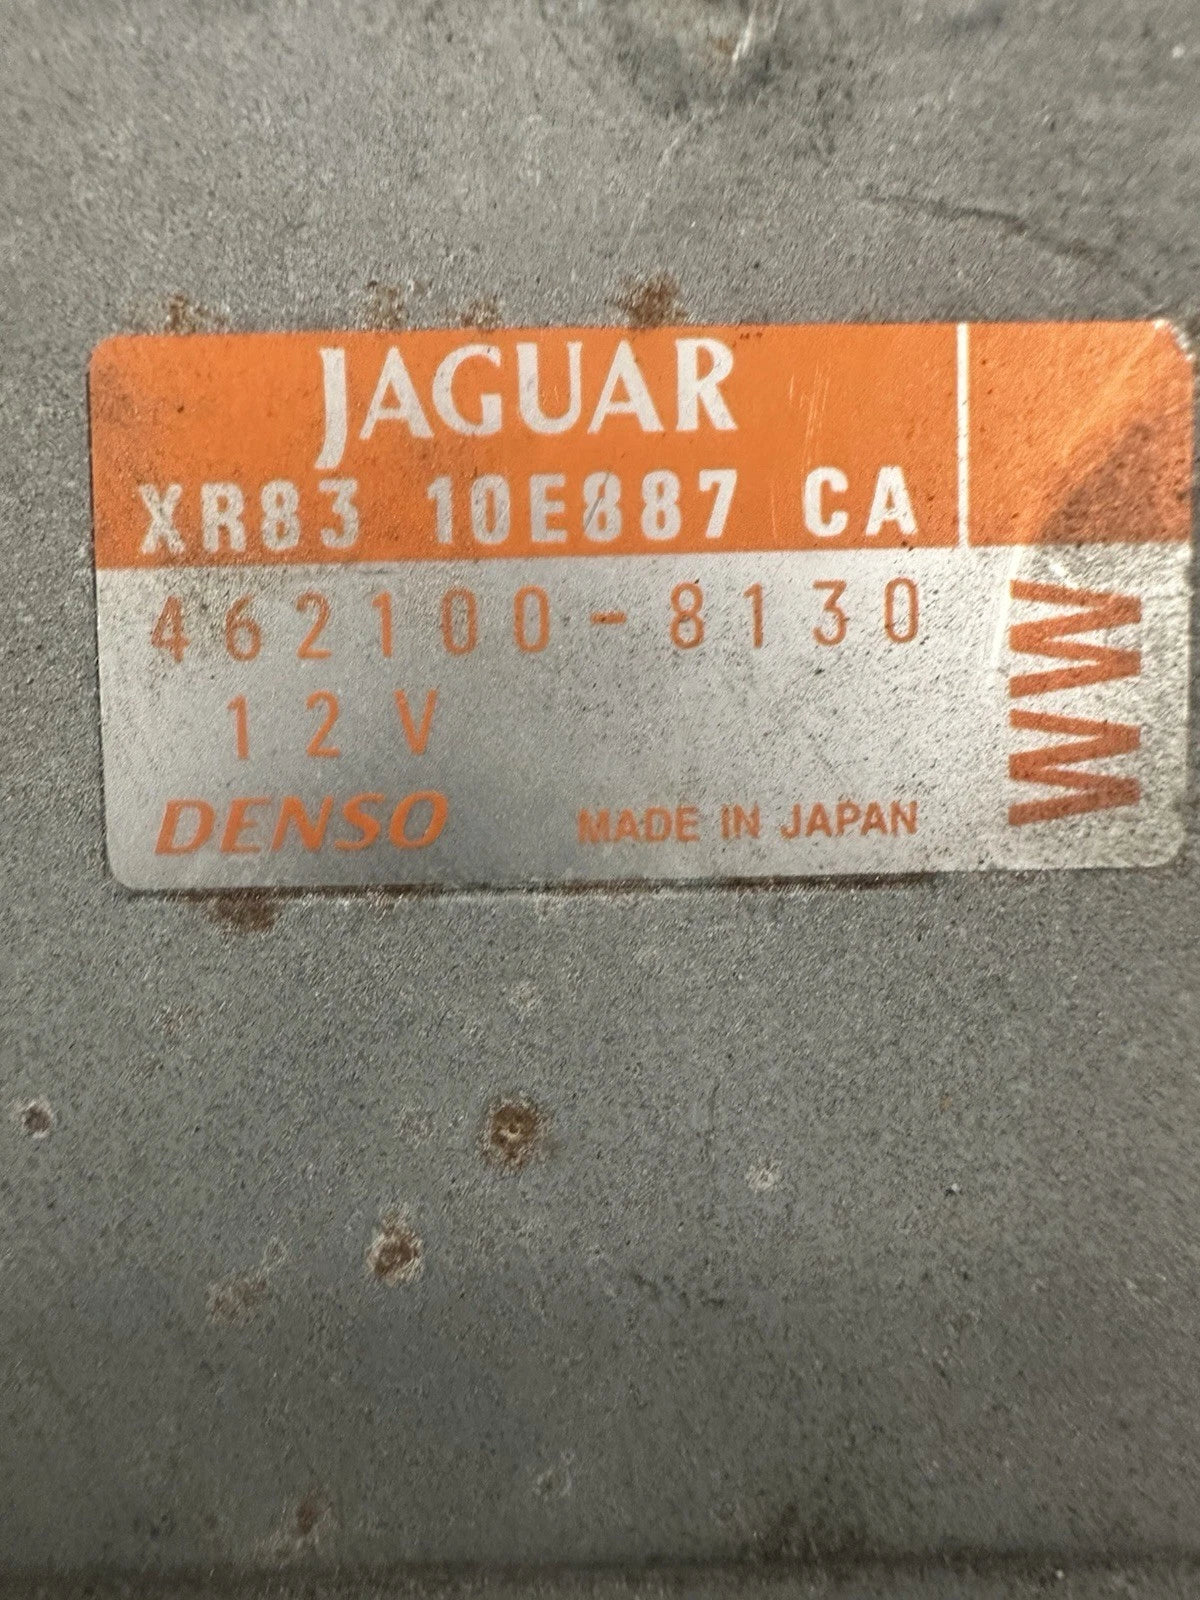 JAGUAR
XR83 10E887 CA
462100-8130
12V
DENSO MADE IN JAPAN
WW